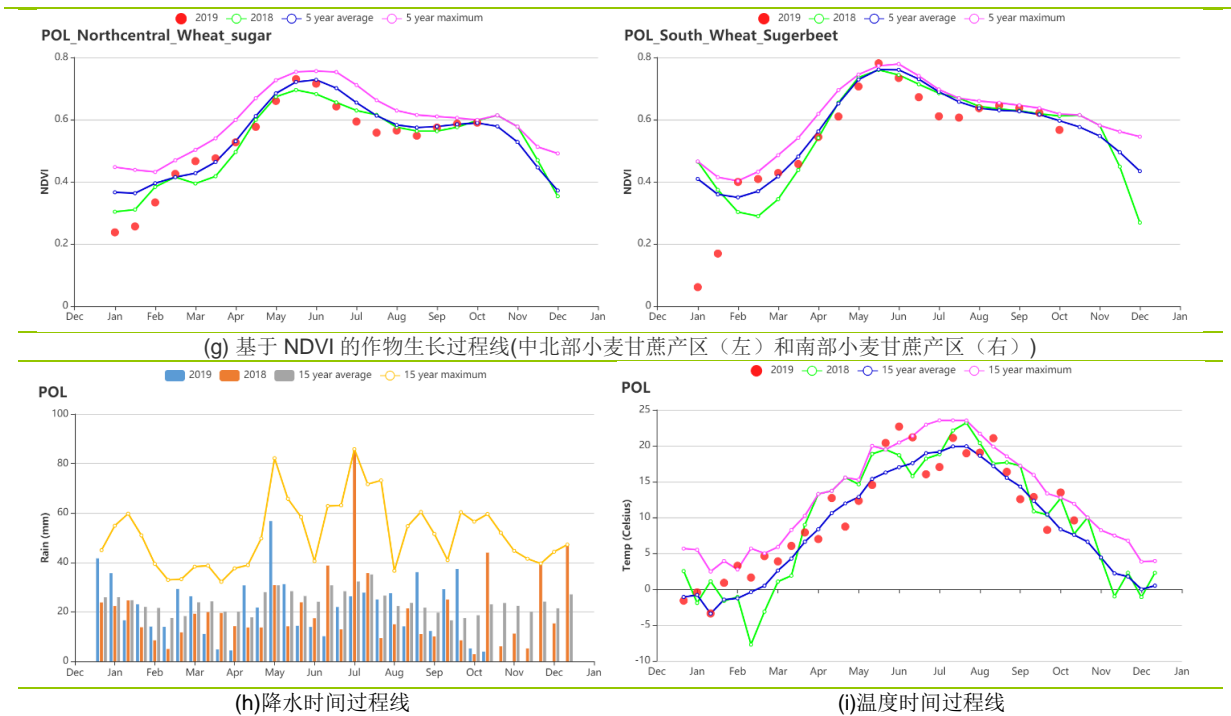 2019 2018 5 year average 5 year maximum
POL_Northcentral_Wheat_sugar
0.8
0.6
0.4
0.2
0
NDVI
Dec Jan Feb Mar Apr May Jun Jul Aug Sep Oct Nov Dec Jan
2019 2018 5 year average 5 year maximum
POL_South_Wheat_Sugerbeet
0.8
0.6
0.4
0.2
0
NDVI
Dec Jan Feb Mar Apr May Jun Jul Aug Sep Oct Nov Dec Jan
(g) 基于 NDVI 的作物生长过程线(中北部小麦甘蔗产区（左）和南部小麦甘蔗产区（右）)
2019 2018 15 year average 15 year maximum
POL
100
80
60
40
20
0
Rain (mm)
Dec Jan Feb Mar Apr May Jun Jul Aug Sep Oct Nov Dec Jan
2019 2018 15 year average 15 year maximum
POL
25
20
15
10
5
0
-5
-10
Temp (Celsius)
Dec Jan Feb Mar Apr May Jun Jul Aug Sep Oct Nov Dec Jan
(h)降水时间过程线
(i)温度时间过程线